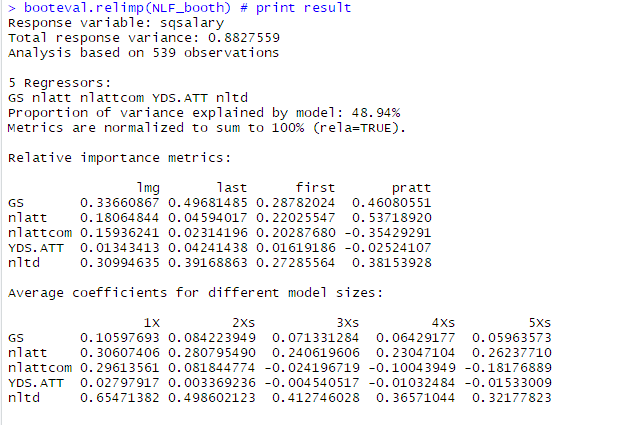 > booteval.relimp(NLF_booth) # print result
Response variable: sqsalary
Total response variance: 0.8827559
Analysis based on 539 observations
5 Regressors:
GS nlatt nlattcom YDS.ATT nltd
Proportion of variance explained by model: 48.94%
Metrics are normalized to sum to 100% (rela=TRUE).
Relative importance metrics:
lmg last first pratt
GS 0.33660867 0.49681485 0.28782024 0.46080551
nlatt 0.18064844 0.04594017 0.22025547 0.53718920
nlattcom 0.15936241 0.02314196 0.20287680 -0.35429291
YDS.ATT 0.01343413 0.04241438 0.01619186 -0.02524107
nltd 0.30994635 0.39168863 0.27285564 0.38153928
Average coefficients for different model sizes:
1X 2Xs 3Xs 4Xs 5Xs
GS 0.10597693 0.084223949 0.071331284 0.06429177 0.05963573
nlatt 0.30607406 0.280795490 0.240619606 0.23047104 0.26237710
nlattcom 0.29613561 0.081844774 -0.024196719 -0.10043949 -0.18176889
YDS.ATT 0.02797917 0.003369236 -0.004540517 -0.01032484 -0.01533009
nltd 0.65471382 0.498602123 0.412746028 0.36571044 0.32177823